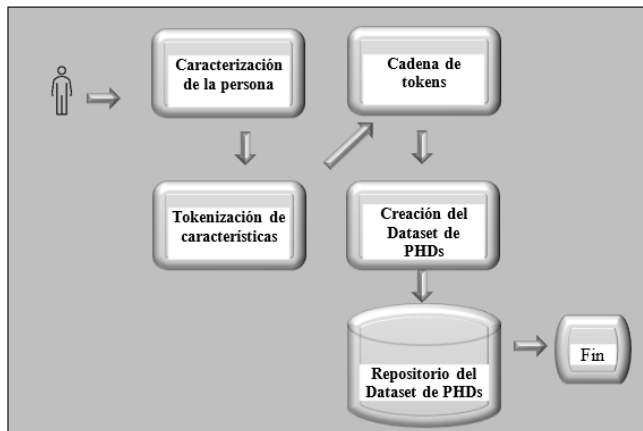 Caracterización
de la persona
Tokenización de
características
Cadena de
tokens
Creación del
Dataset de
PHDs
Repositorio del
Dataset de PHDs
Fin